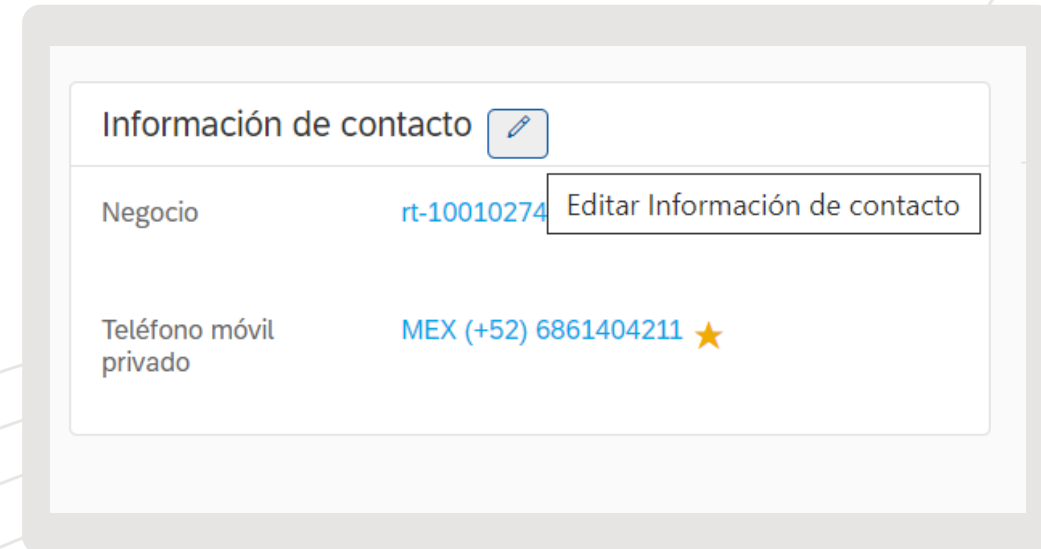 Información de contacto
Negocio
rt-10010274
Editar Información de contacto
Teléfono móvil
privado
MEX (+52) 6861404211